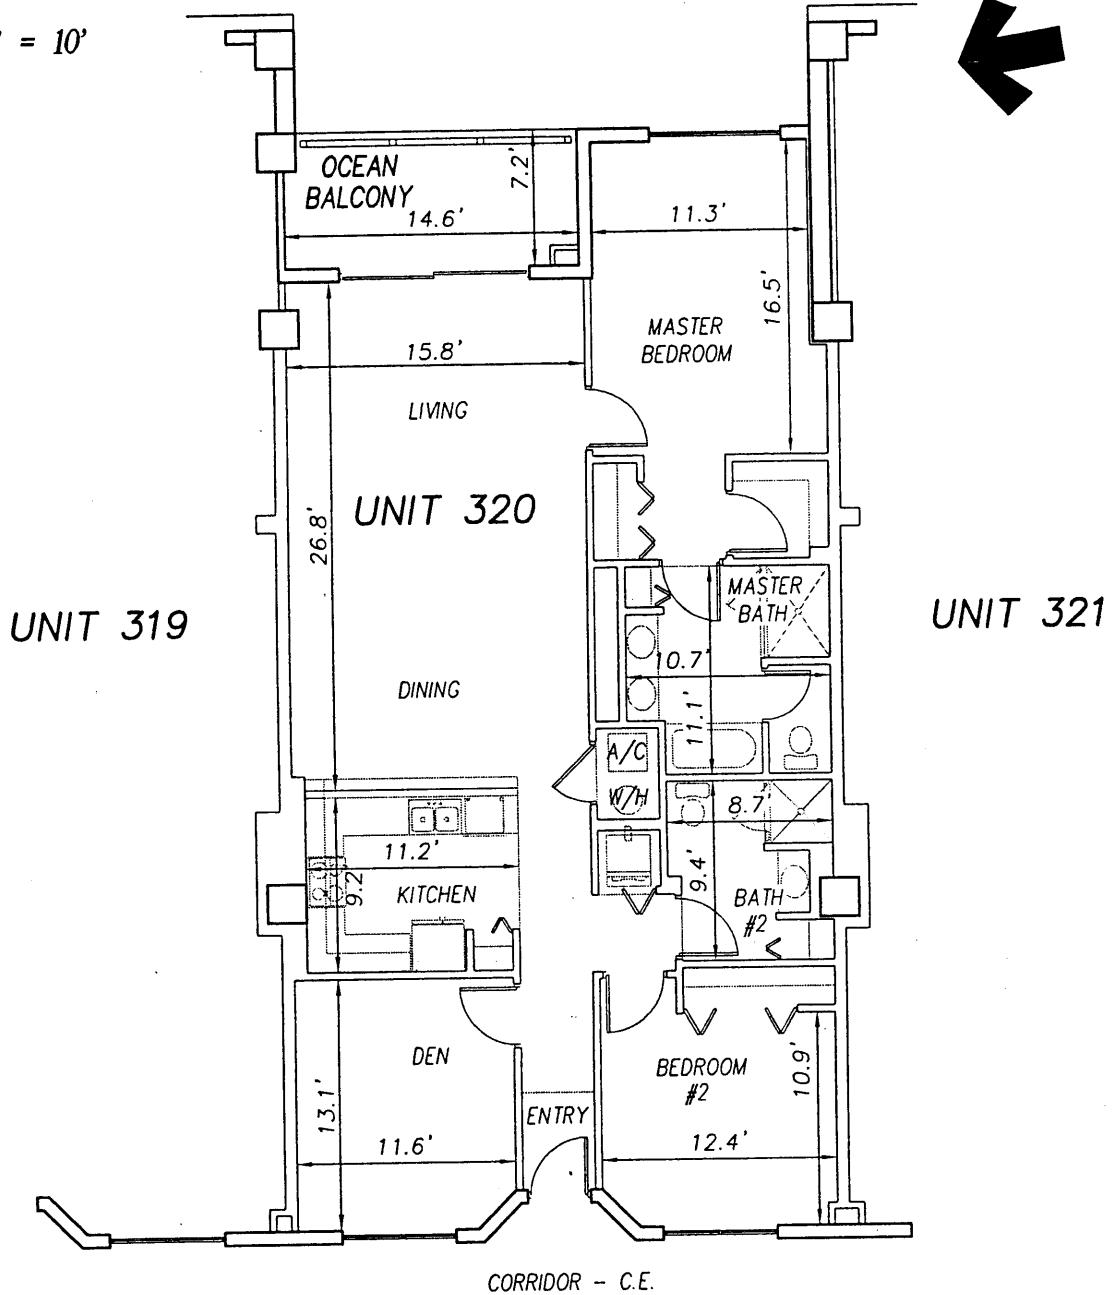 = 10'
OCEAN
BALCONY
7.2'
14.6'
11.3'
16.5'
MASTER
BEDROOM
15.8'
LIVING
UNIT 320
26.8'
UNIT 319
MASTER
BATH
UNIT 321
10.7'
DINING
11.1'
A/C
W/H
8.7'
11.2'
9.2'
KITCHEN
9.4'
BATH
#2
DEN
BEDROOM
#2
10.9'
13.1'
ENTRY
11.6'
12.4'
CORRIDOR - C.E.